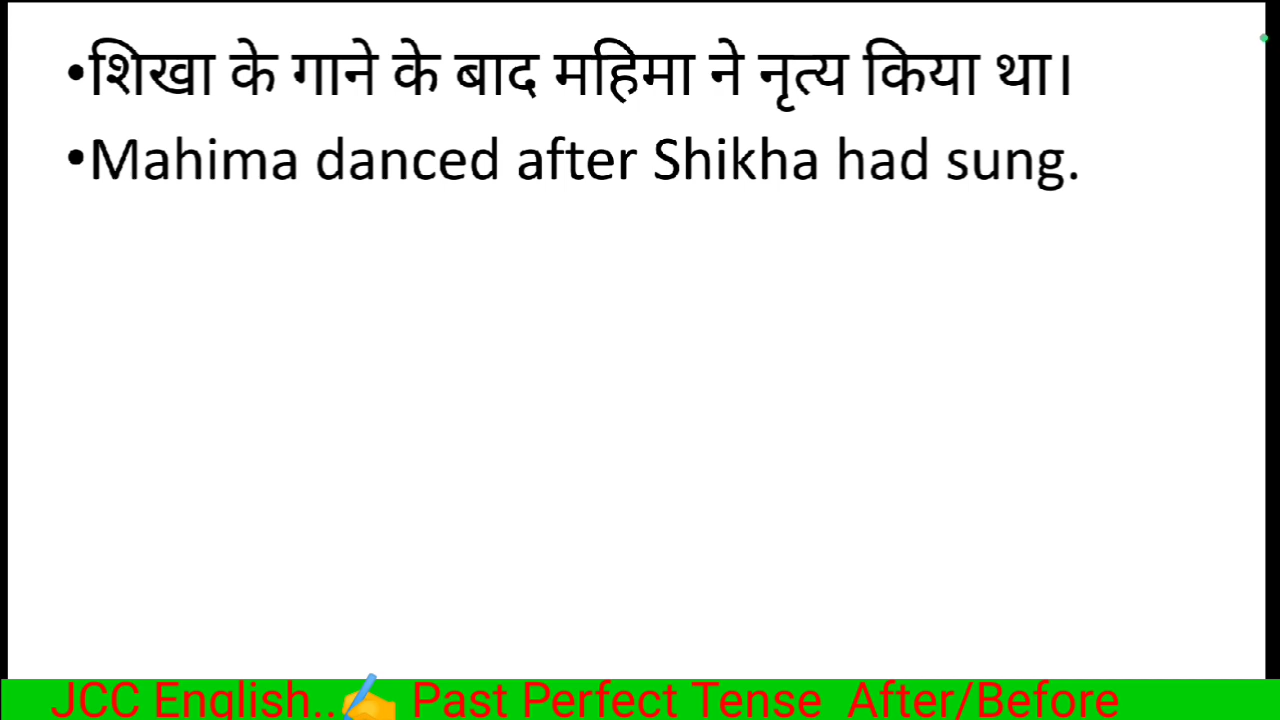 •शिखा के गाने के बाद महिमा ने नृत्य किया था।
•Mahima danced after Shikha had sung.
JCC English..✍ Past Perfect Tense After/Before